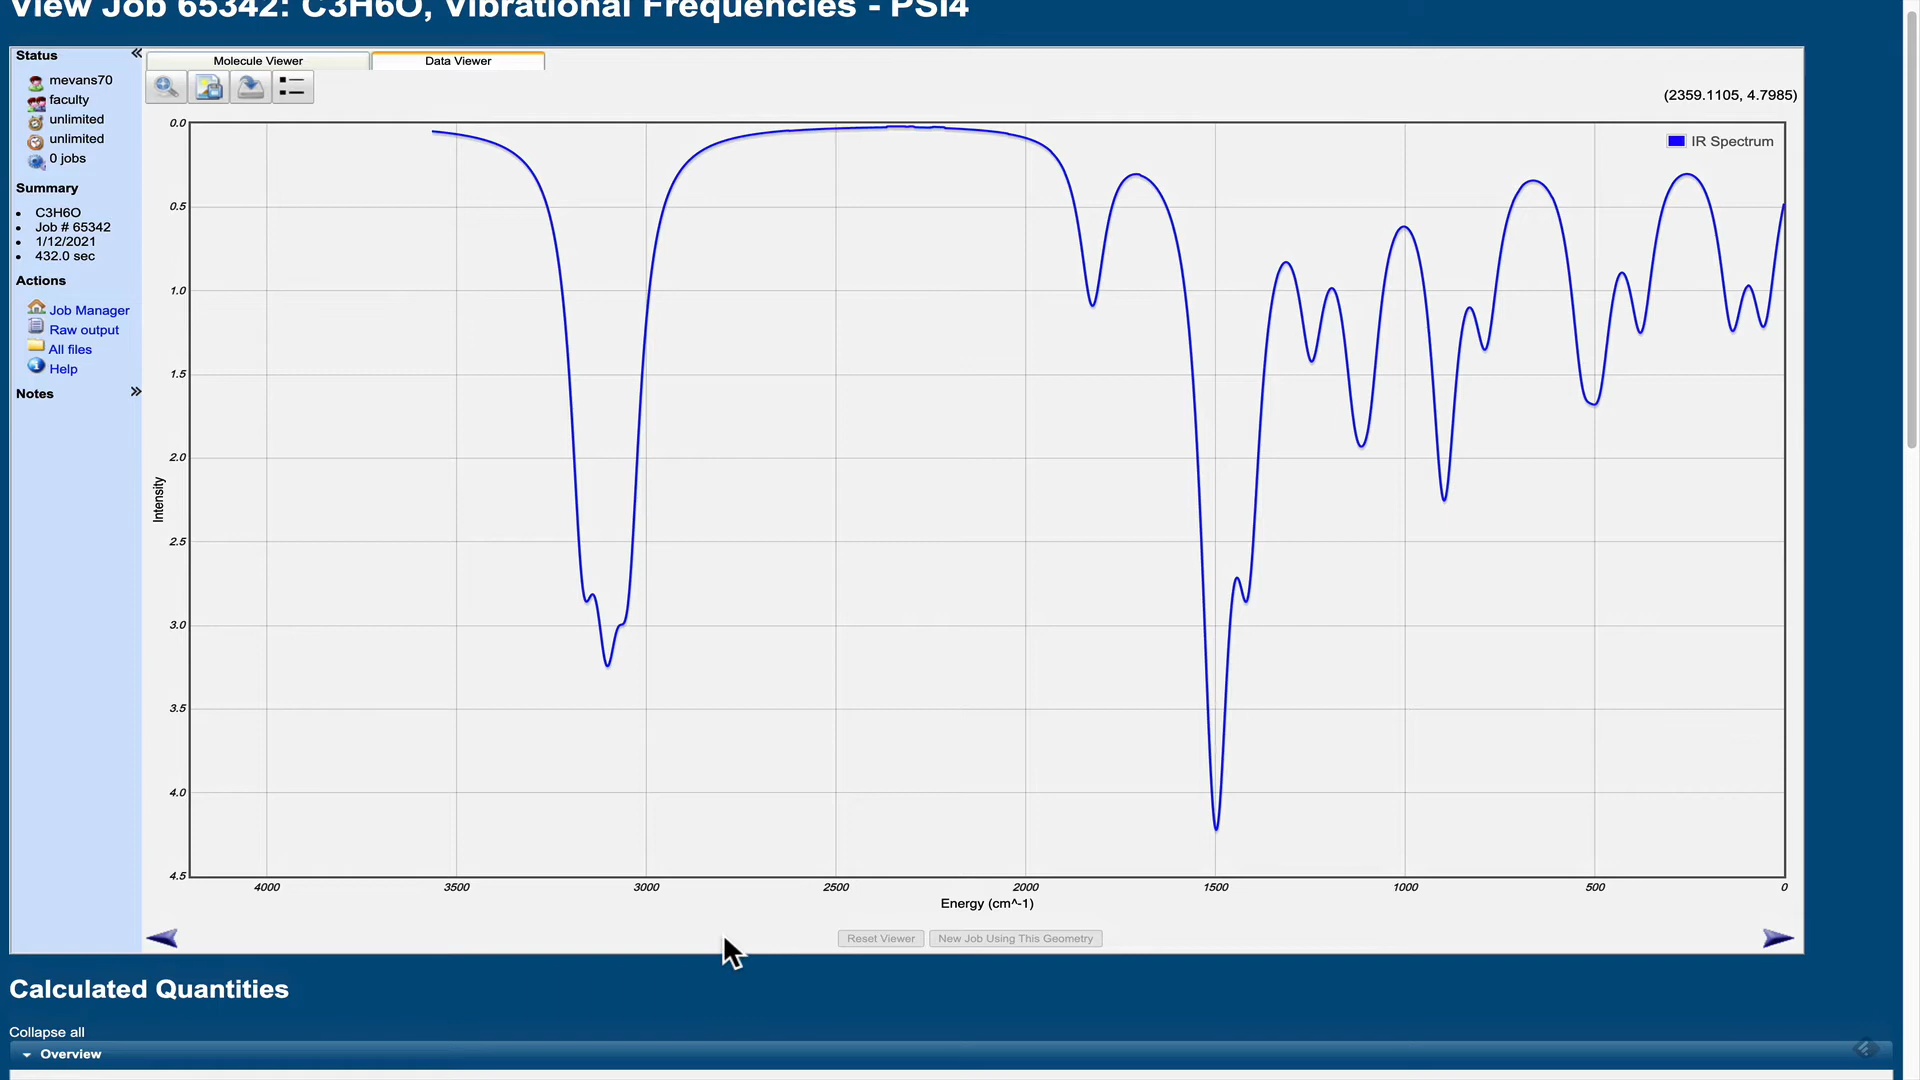 View Job 65342: C3H6O, Vibrational Frequencies - PSI4
Status
mevans70
faculty
unlimited
unlimited
0 jobs
Summary
C3H6O
Job # 65342
1/12/2021
432.0 sec
Actions
Job Manager
Raw output
All files
Help
Notes
Molecule Viewer
Data Viewer
(2359.1105, 4.7985)
IR Spectrum
0.0
0.5
1.0
1.5
2.0
2.5
3.0
3.5
4.0
4.5
Intensity
4000
3500
3000
2500
2000
1500
1000
500
0
Energy (cm^-1)
Reset Viewer
New Job Using This Geometry
Calculated Quantities
Collapse all
Overview